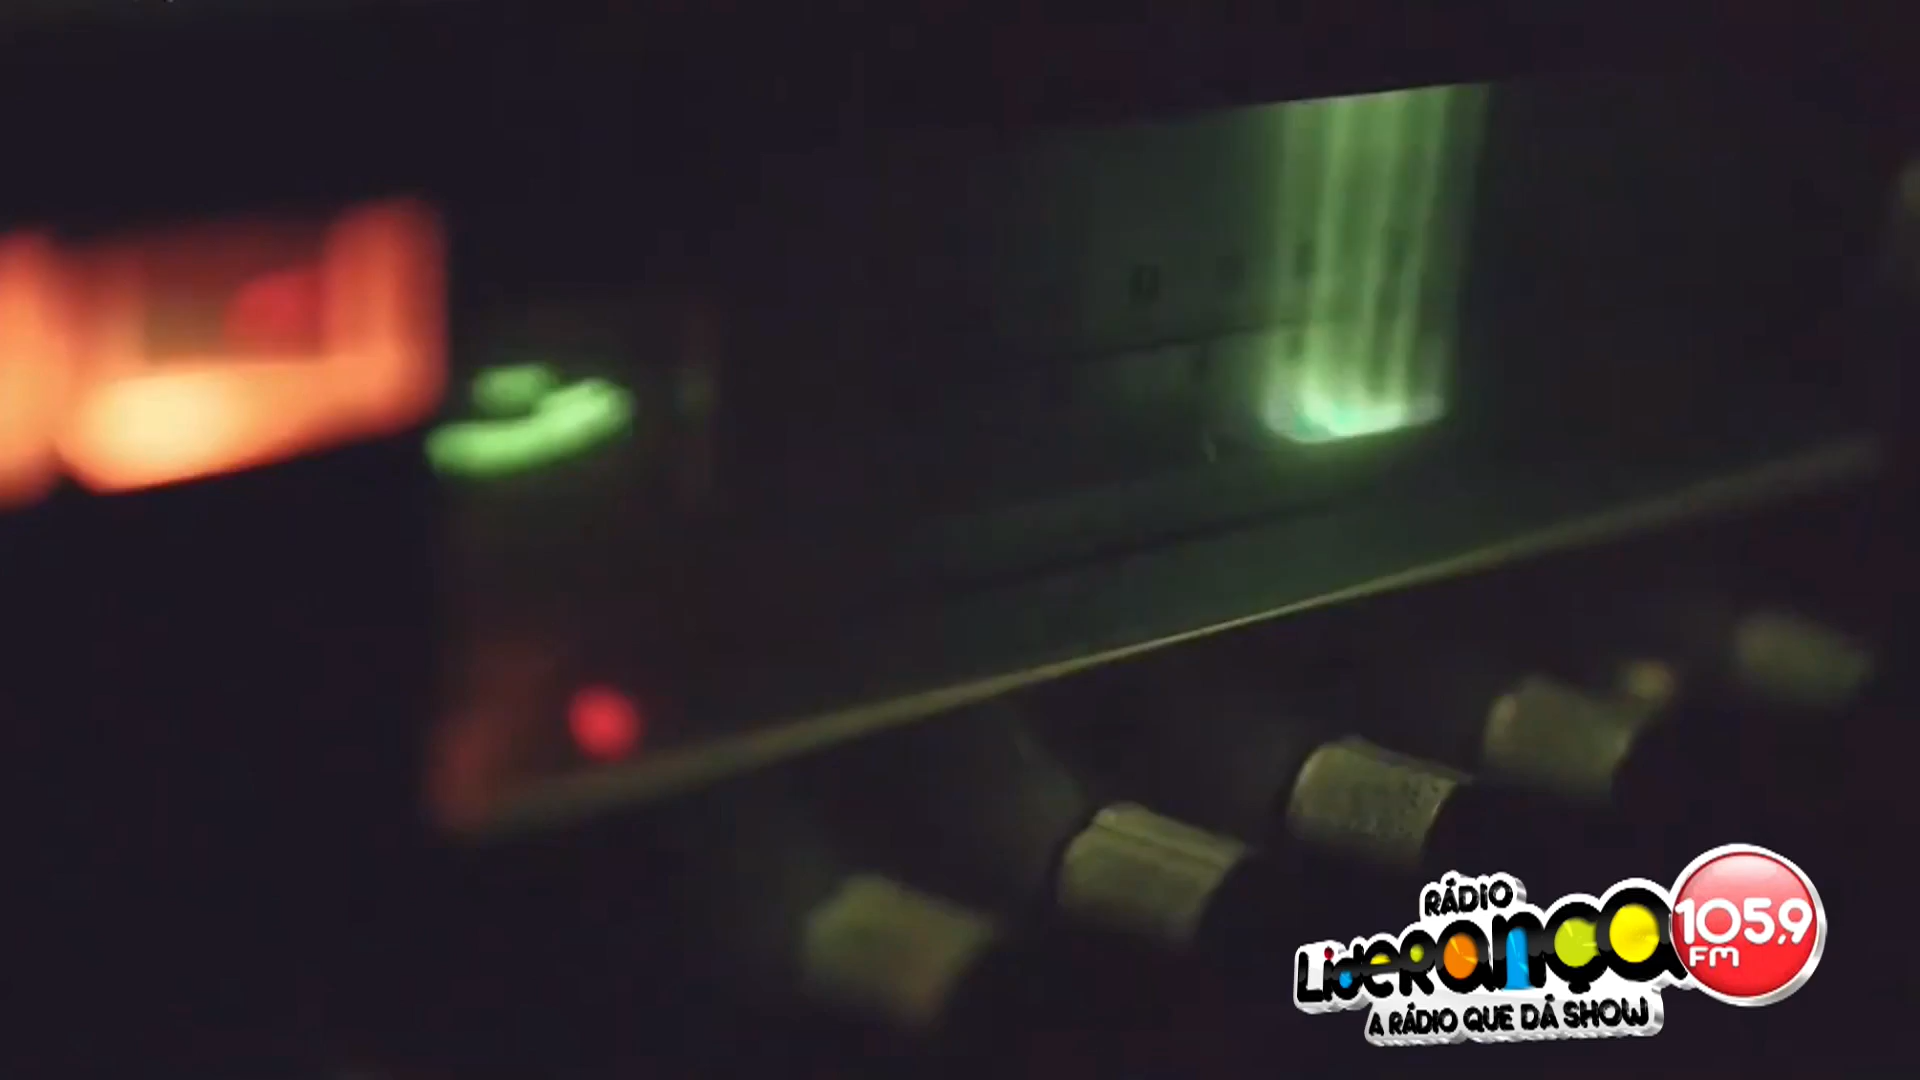 RÁDIO
LiDERANÇA
105,9
FM
A RÁDIO QUE DÁ SHOW